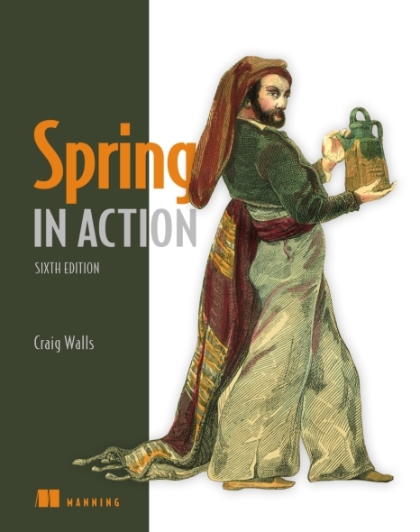 Spring
IN ACTION
SIXTH EDITION
Craig Walls
MANNING